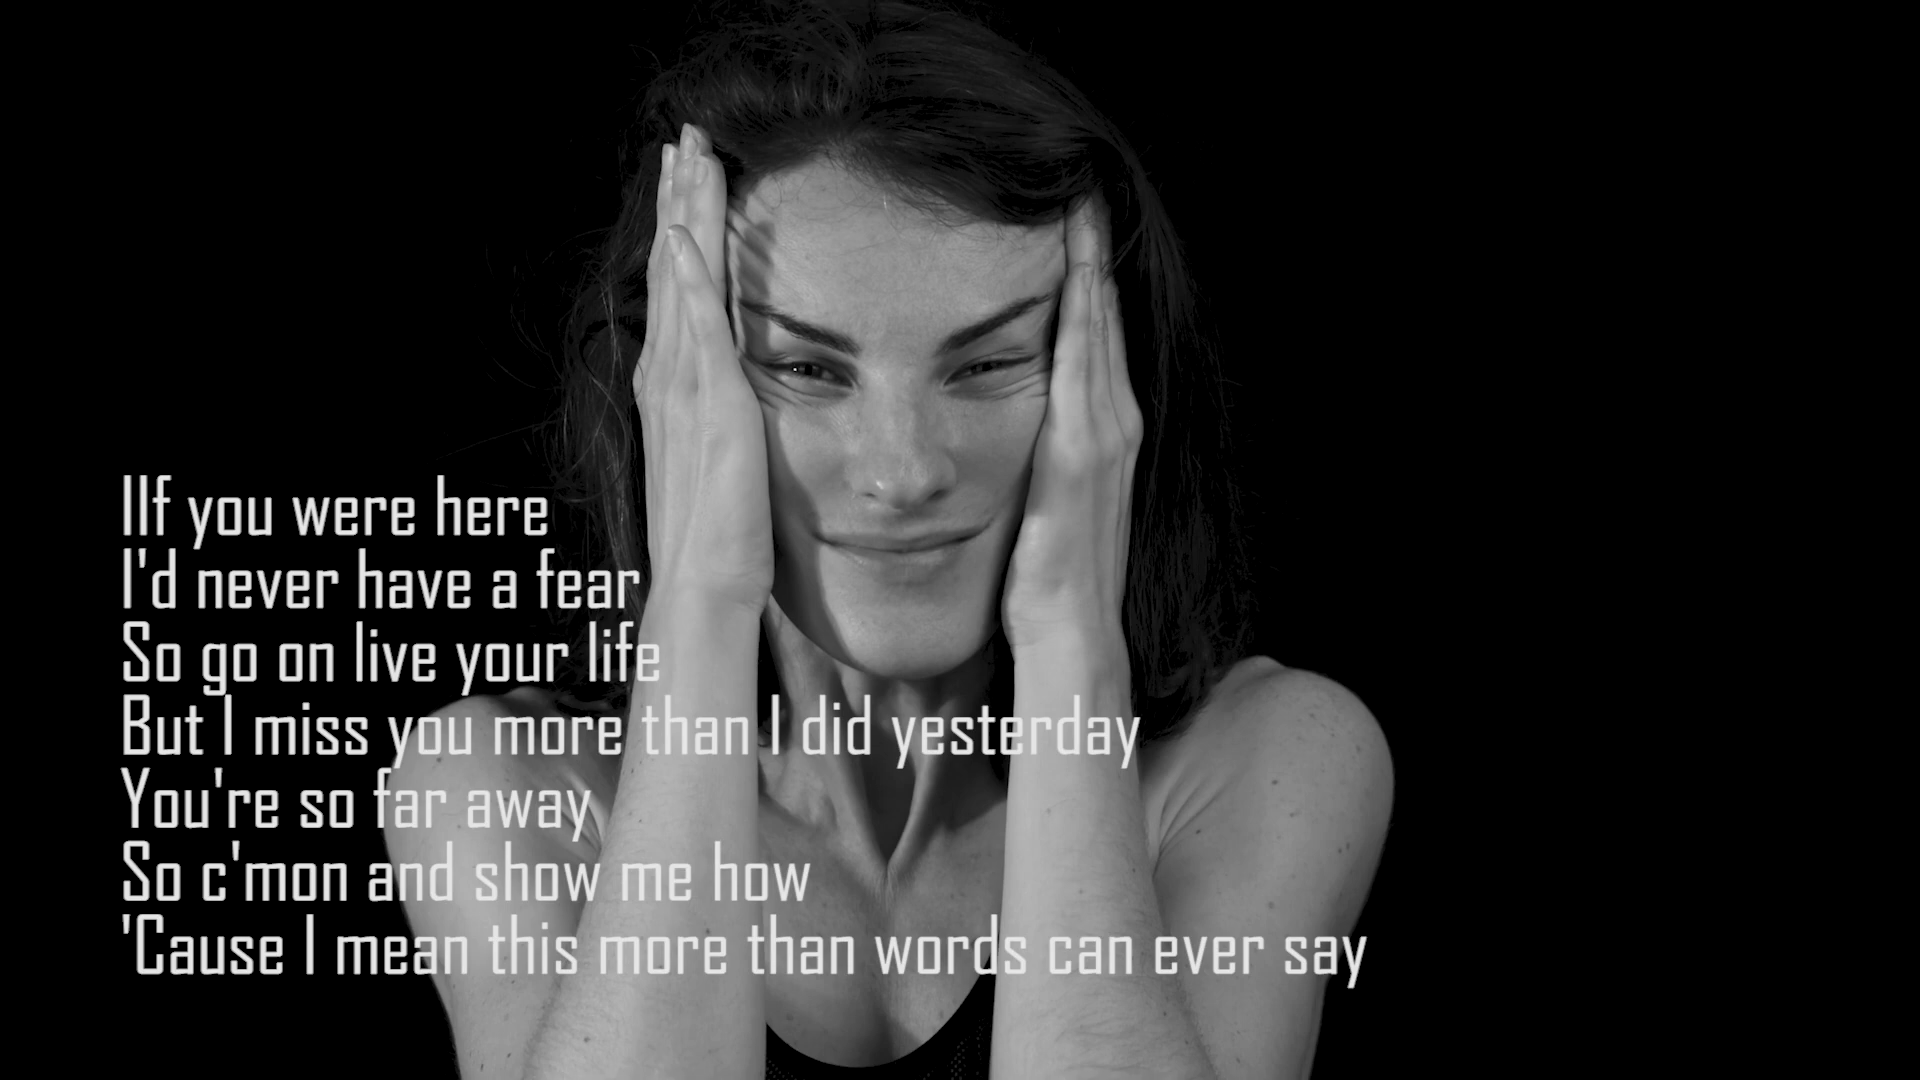 IIf you were here
I'd never have a fear
So go on live your life
But I miss you more than I did yesterday
You're so far away
So c'mon and show me how
'Cause I mean this more than words can ever say